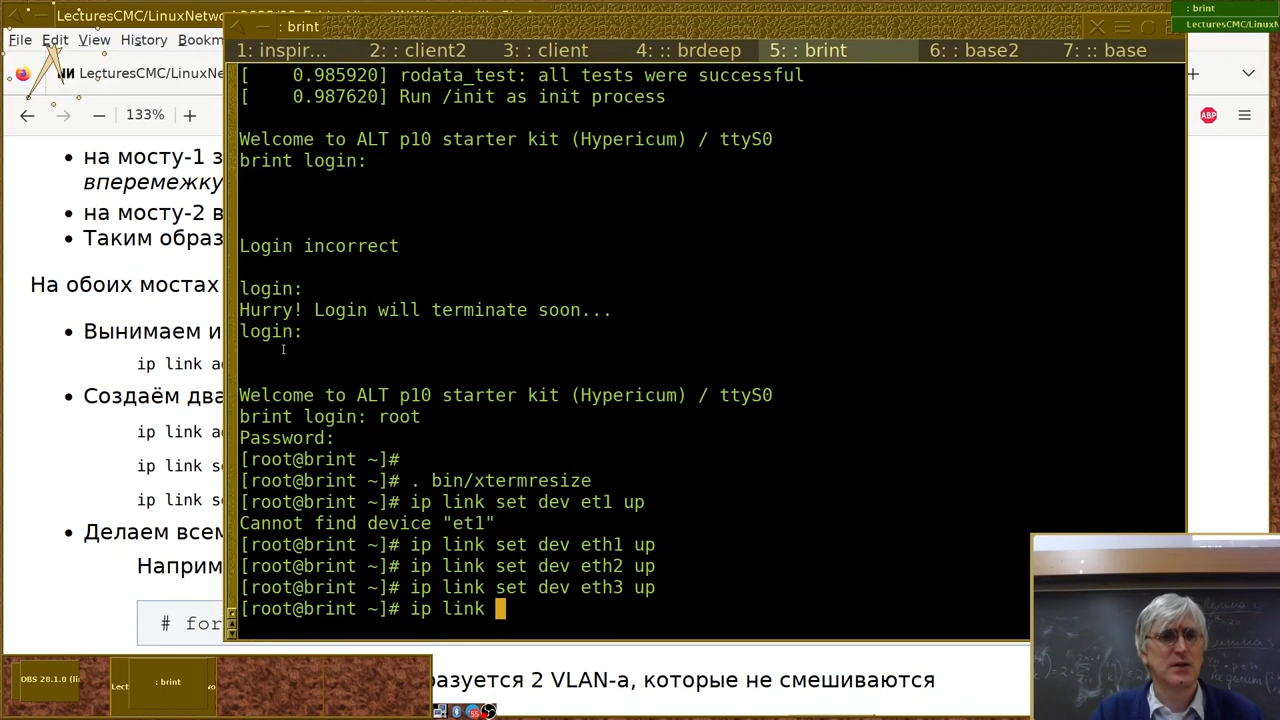 LecturesCMC/LinuxNetwo
: brint
: brint
LecturesCMC/LinuxN
File Edit View History Bookm
1: inspir... 2: : client2 3: : client 4: :: brdeep 5: : brint 6: : base2 7: :: base
LecturesCMC/LinuxNe
133%
ABP
[ 0.985920] rodata_test: all tests were successful
[ 0.987620] Run /init as init process
Welcome to ALT p10 starter kit (Hypericum) / ttyS0
brint login:
Login incorrect
login:
Hurry! Login will terminate soon...
login:
Welcome to ALT p10 starter kit (Hypericum) / ttyS0
brint login: root
Password:
[root@brint ~]#
[root@brint ~]# . bin/xtermresize
[root@brint ~]# ip link set dev et1 up
Cannot find device "et1"
[root@brint ~]# ip link set dev eth1 up
[root@brint ~]# ip link set dev eth2 up
[root@brint ~]# ip link set dev eth3 up
[root@brint ~]# ip link
на мосту-1 з
вперемежку
на мосту-2 в
Таким образ
На обоих мостах
Вынимаем и
ip link a
Создаём два
ip link a
ip link s
ip link s
Делаем всем
Наприм
# for
разуется 2 VLAN-а, которые не смешиваются
OBS 28.1.0 (li
Lect
: brint
55